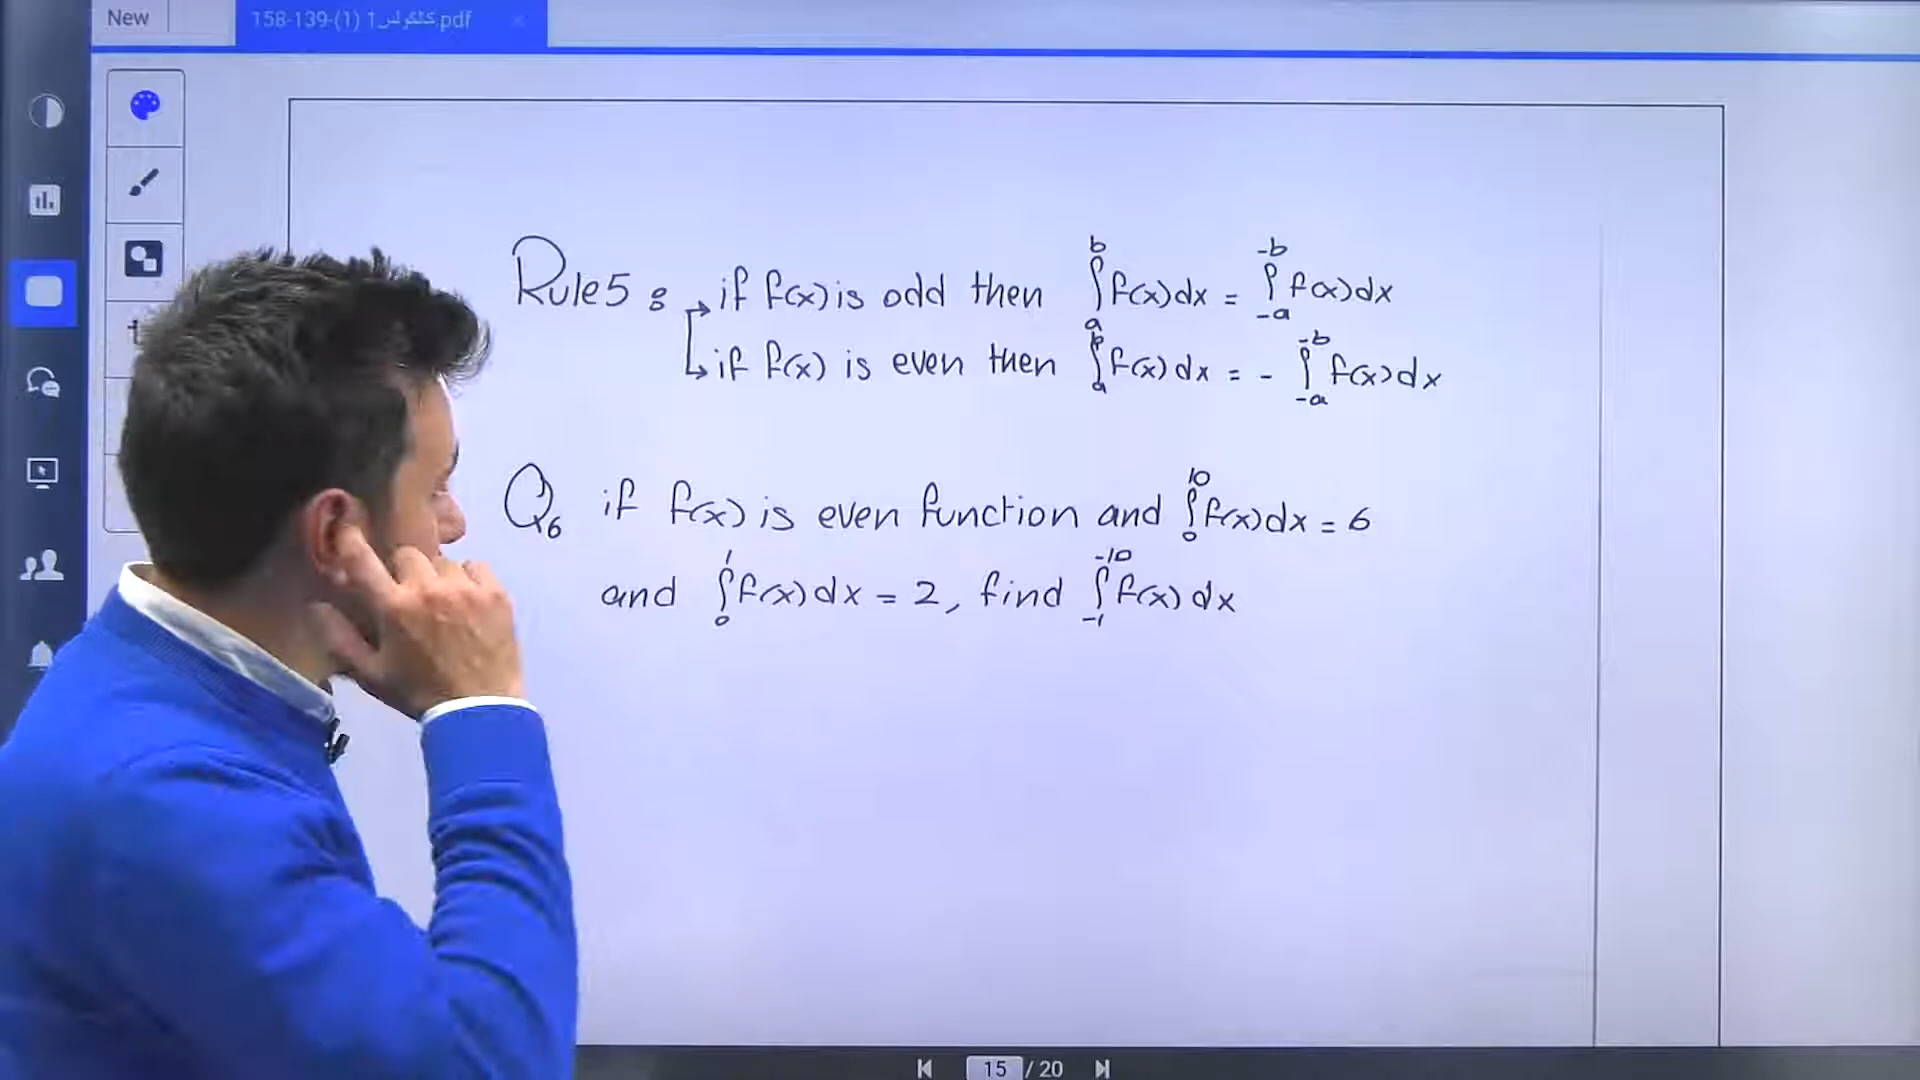 New
158-139-(1) كالكولس1.pdf
Rule5 : if f(x) is odd then ∫_a^b f(x)dx = ∫_-a^-b f(x)dx
if f(x) is even then ∫_a^b f(x)dx = - ∫_-a^-b f(x)dx
Q6 if f(x) is even function and ∫_0^10 f(x)dx = 6
and ∫_0^1 f(x)dx = 2, find ∫_-1^-10 f(x)dx
15 / 20